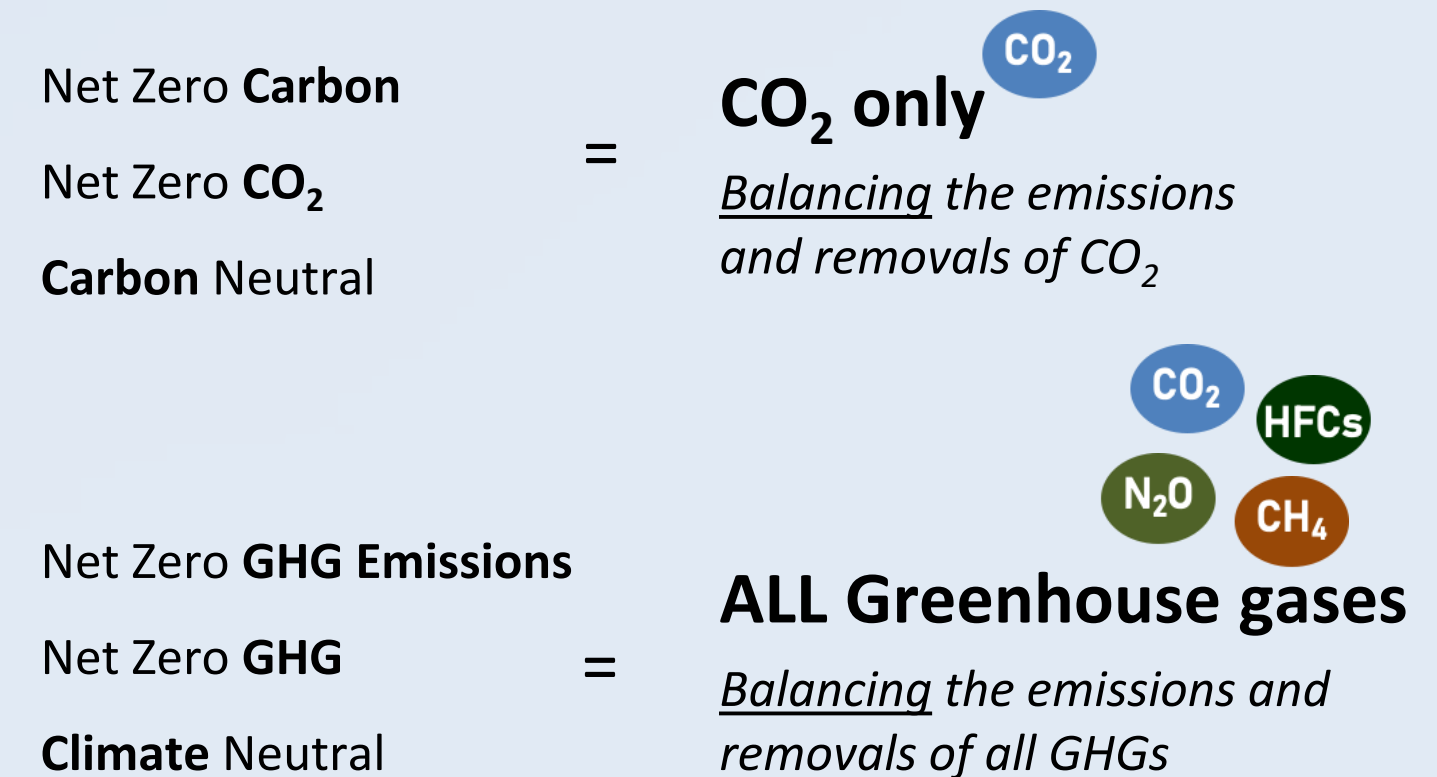 CO₂
Net Zero Carbon
CO₂ only
=
Net Zero CO₂
Balancing the emissions
and removals of CO₂
Carbon Neutral
CO₂
HFCs
N₂O
CH₄
Net Zero GHG Emissions
ALL Greenhouse gases
Net Zero GHG
=
Balancing the emissions and
removals of all GHGs
Climate Neutral